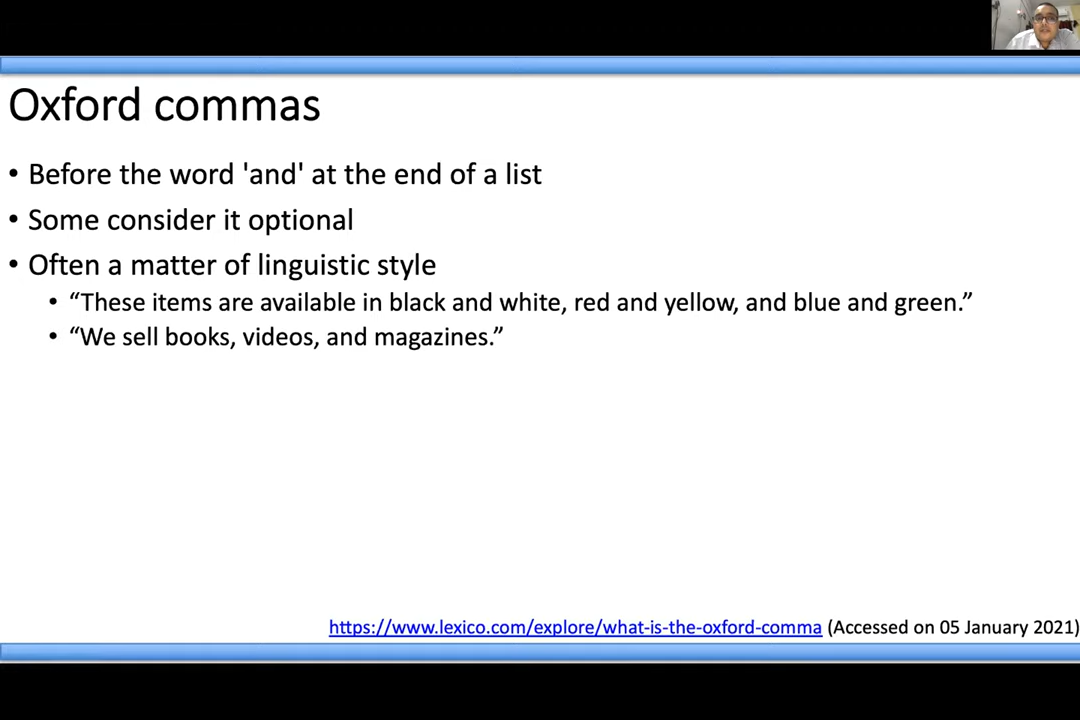 Oxford commas
• Before the word 'and' at the end of a list
• Some consider it optional
• Often a matter of linguistic style
• “These items are available in black and white, red and yellow, and blue and green.”
• “We sell books, videos, and magazines.”
https://www.lexico.com/explore/what-is-the-oxford-comma (Accessed on 05 January 2021)